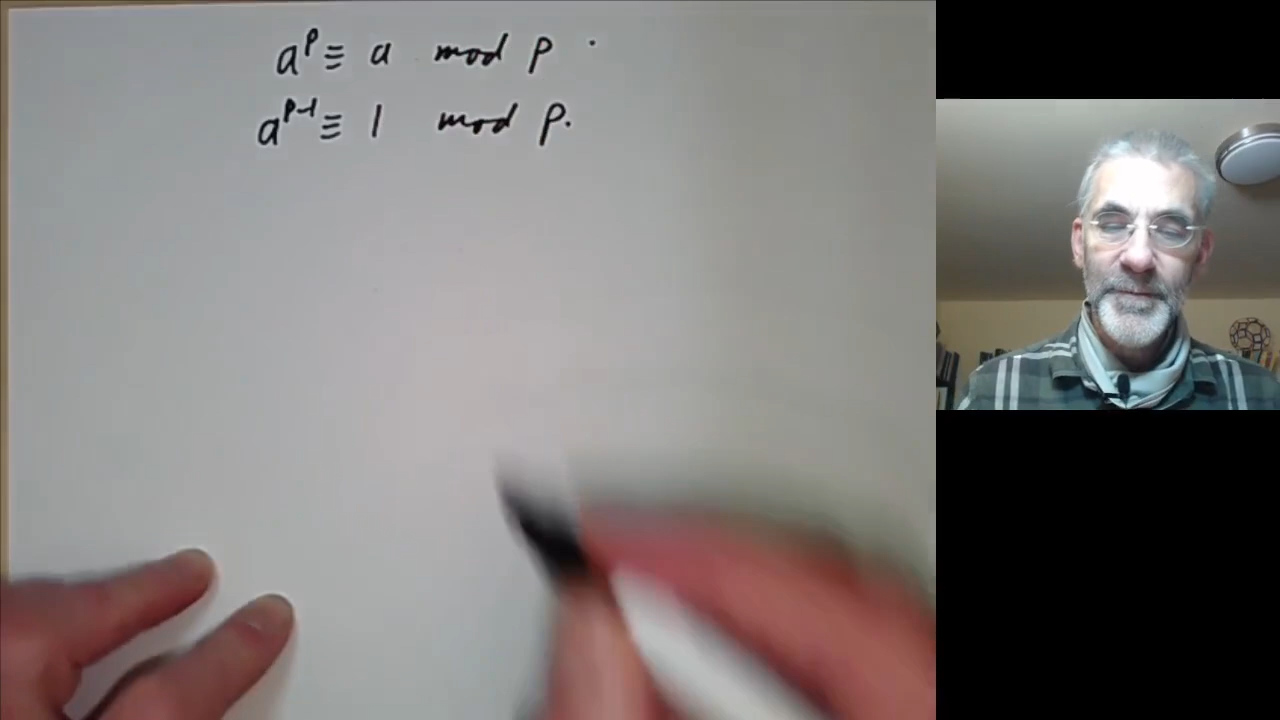 a^p ≡ a mod p .
a^{p-1} ≡ 1 mod p.